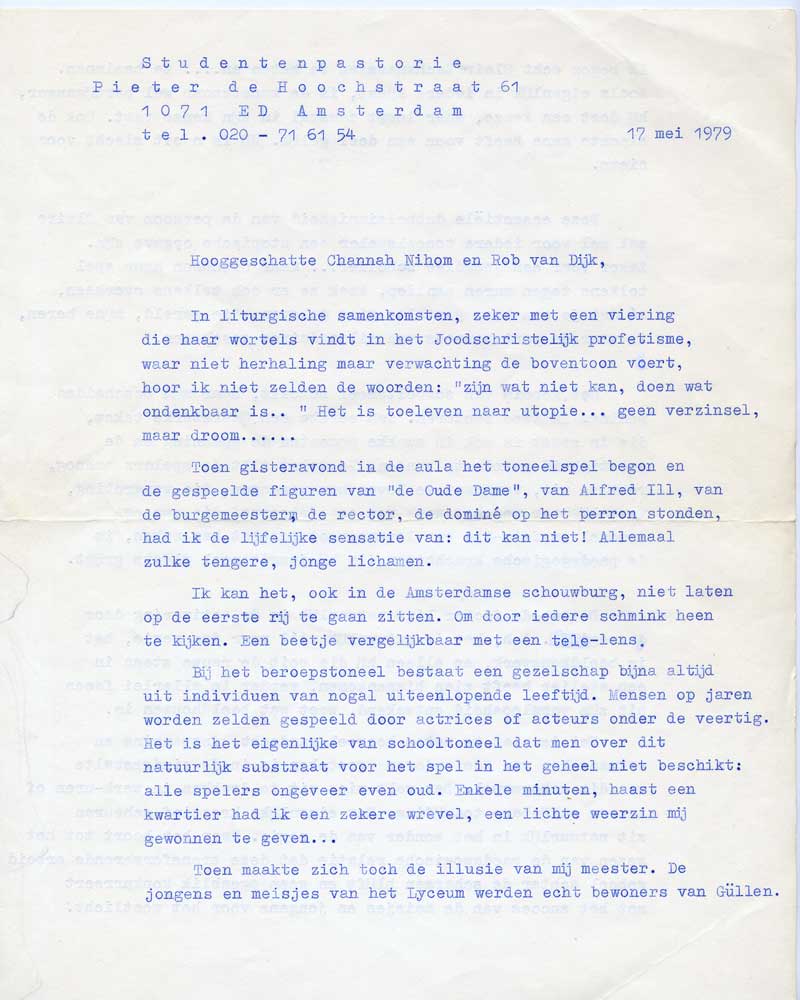 Studentenpastorie
Pieter de Hoochstraat 61
1071 ED Amsterdam
tel. 020 - 71 61 54 17 mei 1979
Hooggeschatte Channah Nihom en Rob van Dijk,
In liturgische samenkomsten, zeker met een viering
die haar wortels vindt in het Joodschristelijk profetisme,
waar niet herhaling maar verwachting de boventoon voert,
hoor ik niet zelden de woorden: "zijn wat niet kan, doen wat
ondenkbaar is.. " Het is toeleven naar utopie... geen verzinsel,
maar droom......
Toen gisteravond in de aula het toneelspel begon en
de gespeelde figuren van "de Oude Dame", van Alfred Ill, van
de burgemeester, de rector, de dominé op het perron stonden,
had ik de lijfelijke sensatie van: dit kan niet! Allemaal
zulke tengere, jonge lichamen.
Ik kan het, ook in de Amsterdamse schouwburg, niet laten
op de eerste rij te gaan zitten. Om door iedere schmink heen
te kijken. Een beetje vergelijkbaar met een tele-lens.
Bij het beroepstoneel bestaat een gezelschap bijna altijd
uit individuen van nogal uiteenlopende leeftijd. Mensen op jaren
worden zelden gespeeld door actrices of acteurs onder de veertig.
Het is het eigenlijke van schooltoneel dat men over dit
natuurlijk substraat voor het spel in het geheel niet beschikt:
alle spelers ongeveer even oud. Enkele minuten, haast een
kwartier had ik een zekere wrevel, een lichte weerzin mij
gewonnen te geven...
Toen maakte zich toch de illusie van mij meester. De
jongens en meisjes van het Lyceum werden echt bewoners van Güllen.